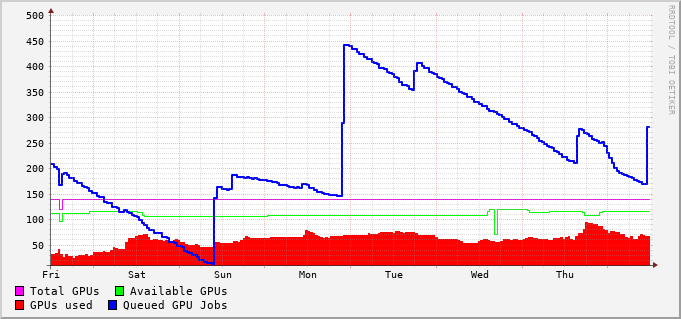 500
450
400
350
300
250
200
150
100
50
Fri Sat Sun Mon Tue Wed Thu
Total GPUs Available GPUs
GPUs used Queued GPU Jobs
RRDTOOL / TOBI OETIKER